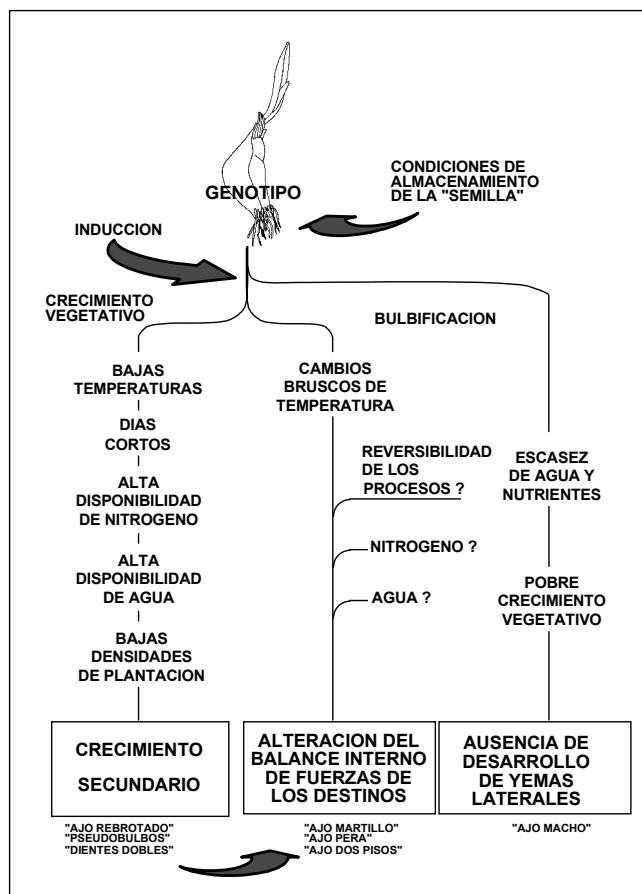 GENOTIPO
CONDICIONES DE
ALMACENAMIENTO
DE LA "SEMILLA"
INDUCCION
CRECIMIENTO
VEGETATIVO
BULBIFICACION
BAJAS
TEMPERATURAS
DIAS
CORTOS
ALTA
DISPONIBILIDAD
DE NITROGENO
ALTA
DISPONIBILIDAD
DE AGUA
BAJAS
DENSIDADES
DE PLANTACION
CRECIMIENTO
SECUNDARIO
"AJO REBROTADO"
"PSEUDOBULBOS"
"DIENTES DOBLES"
CAMBIOS
BRUSCOS DE
TEMPERATURA
REVERSIBILIDAD
DE LOS
PROCESOS ?
NITROGENO ?
AGUA ?
ALTERACION DEL
BALANCE INTERNO
DE FUERZAS DE
LOS DESTINOS
"AJO MARTILLO"
"AJO PERA"
"AJO DOS PISOS"
ESCASEZ
DE AGUA Y
NUTRIENTES
POBRE
CRECIMIENTO
VEGETATIVO
AUSENCIA DE
DESARROLLO
DE YEMAS
LATERALES
"AJO MACHO"